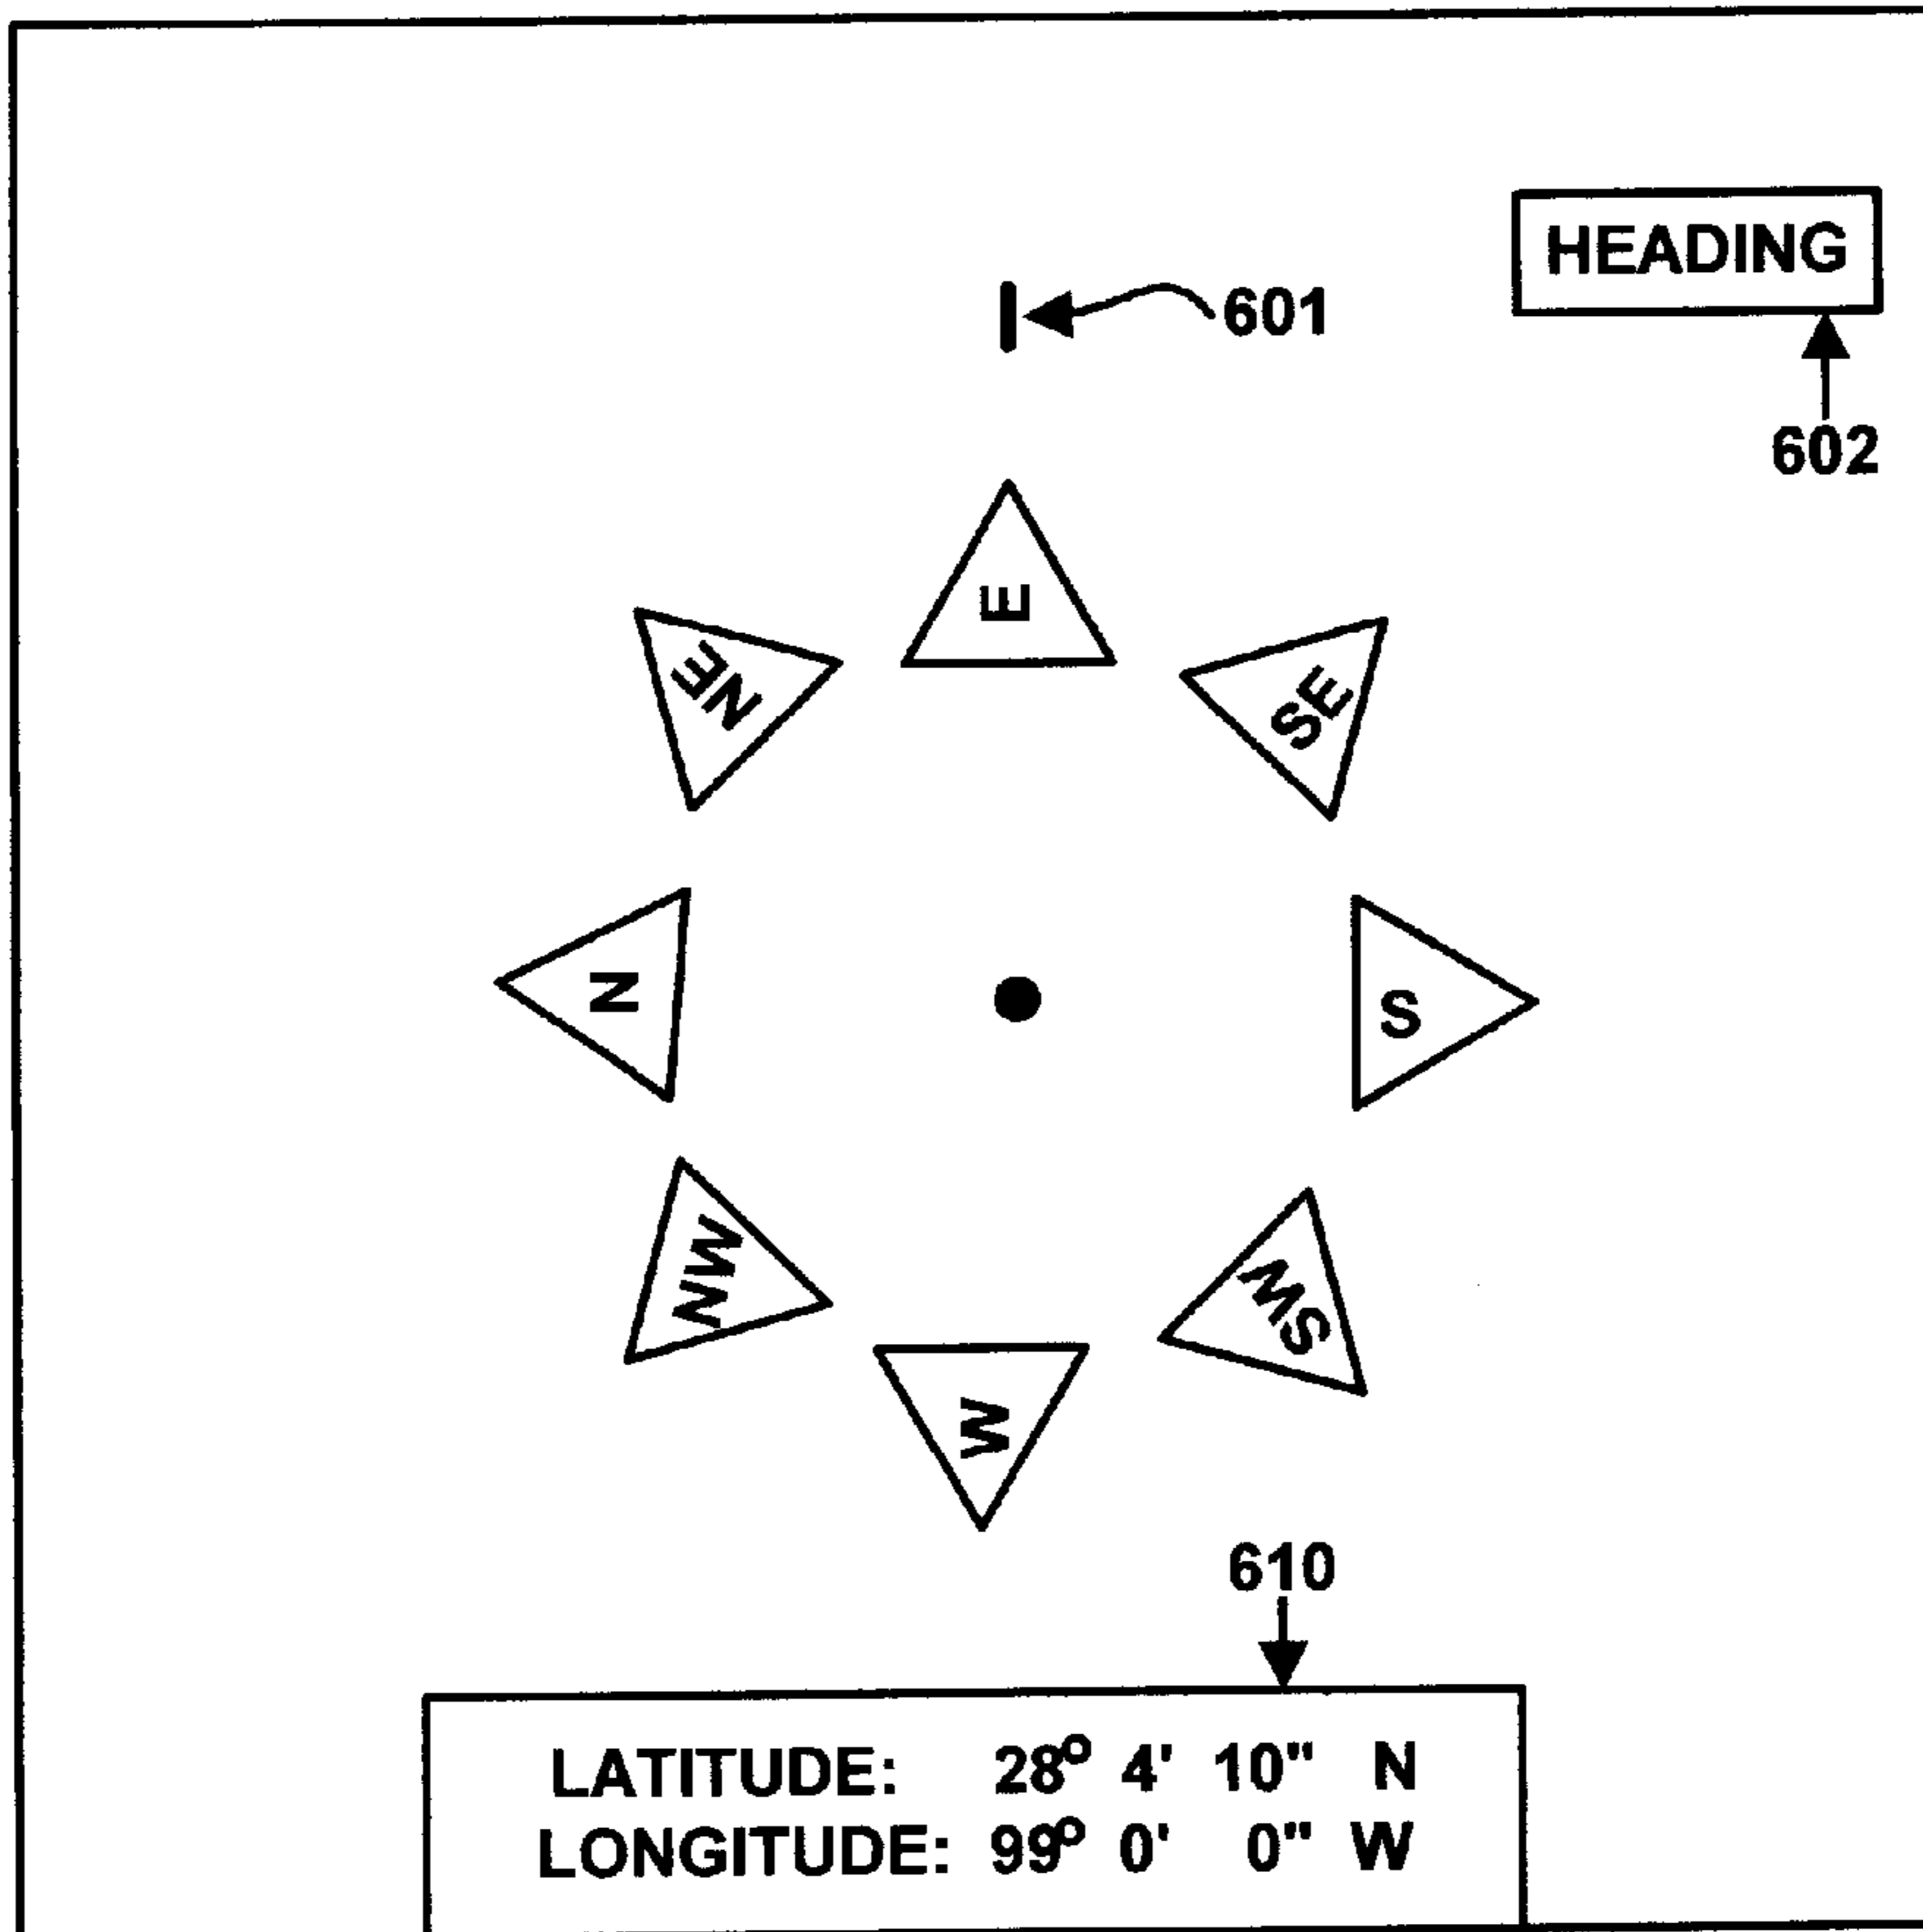 HEADING
601
602
E
NE
SE
N
S
NW
SW
W
610
LATITUDE: 28° 4' 10" N
LONGITUDE: 99° 0' 0" W